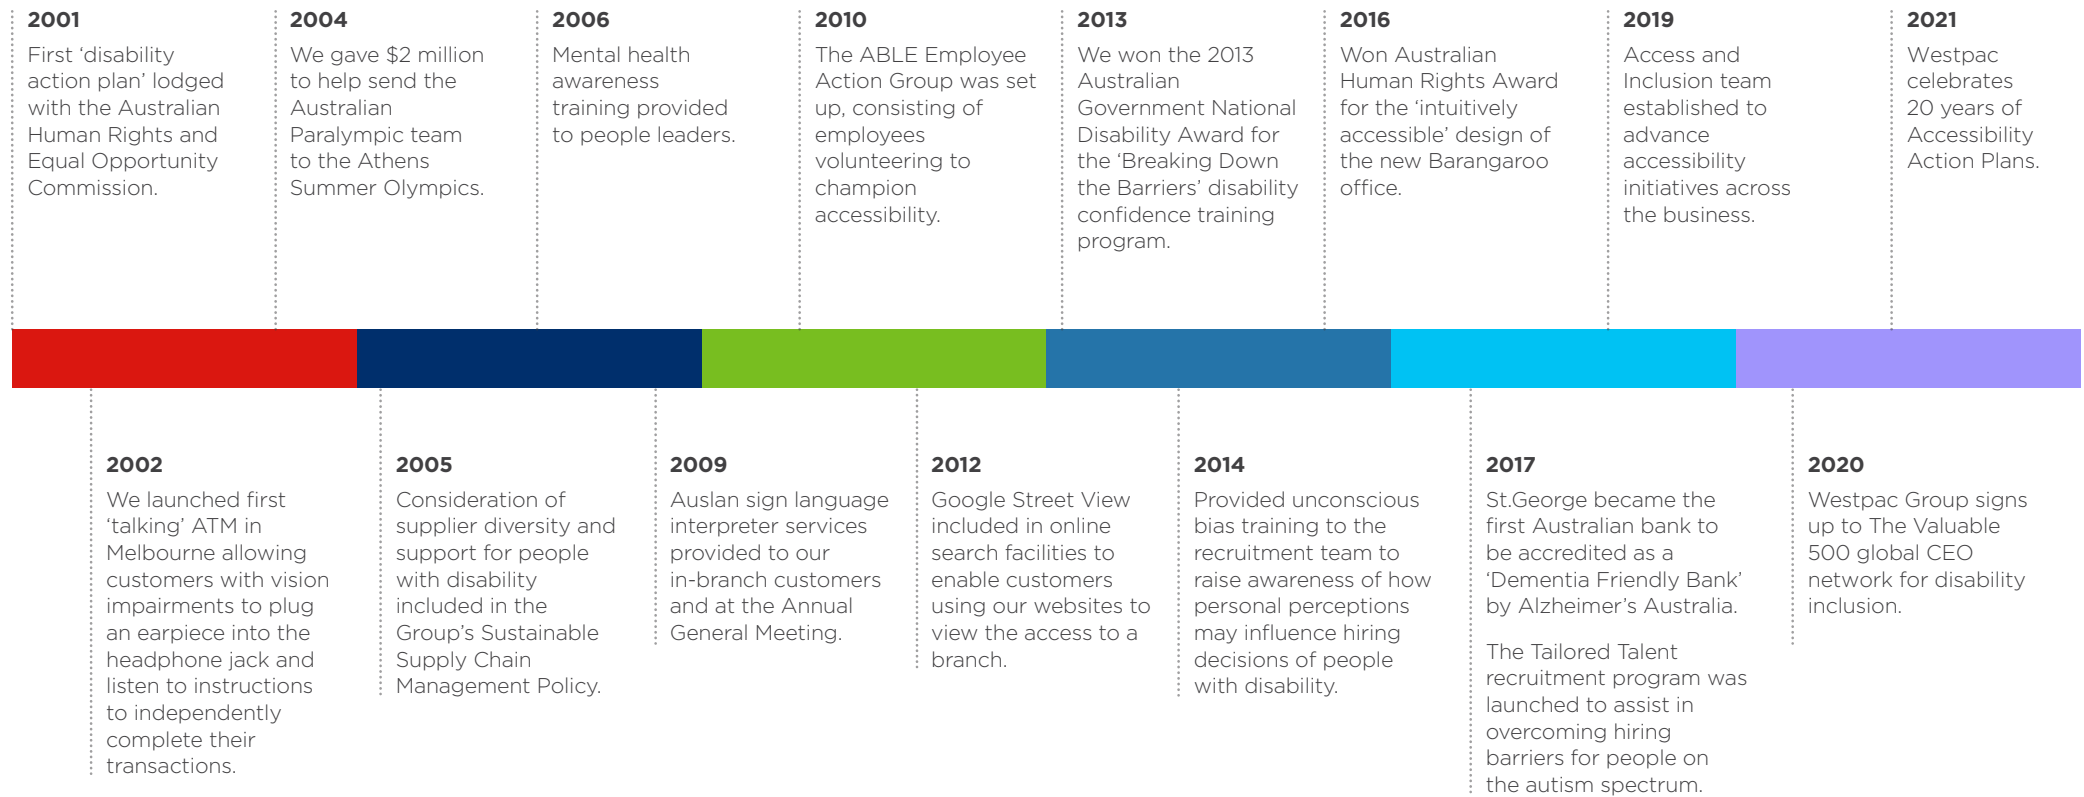 2001
First ‘disability
action plan’ lodged
with the Australian
Human Rights and
Equal Opportunity
Commission.
2004
We gave $2 million
to help send the
Australian
Paralympic team
to the Athens
Summer Olympics.
2006
Mental health
awareness
training provided
to people leaders.
2010
The ABLE Employee
Action Group was set
up, consisting of
employees
volunteering to
champion
accessibility.
2013
We won the 2013
Australian
Government National
Disability Award for
the ‘Breaking Down
the Barriers’ disability
confidence training
program.
2016
Won Australian
Human Rights Award
for the ‘intuitively
accessible’ design of
the new Barangaroo
office.
2019
Access and
Inclusion team
established to
advance
accessibility
initiatives across
the business.
2021
Westpac
celebrates
20 years of
Accessibility
Action Plans.
2002
We launched first
‘talking’ ATM in
Melbourne allowing
customers with vision
impairments to plug
an earpiece into the
headphone jack and
listen to instructions
to independently
complete their
transactions.
2005
Consideration of
supplier diversity and
support for people
with disability
included in the
Group’s Sustainable
Supply Chain
Management Policy.
2009
Auslan sign language
interpreter services
provided to our
in-branch customers
and at the Annual
General Meeting.
2012
Google Street View
included in online
search facilities to
enable customers
using our websites to
view the access to a
branch.
2014
Provided unconscious
bias training to the
recruitment team to
raise awareness of how
personal perceptions
may influence hiring
decisions of people
with disability.
2017
St.George became the
first Australian bank to
be accredited as a
‘Dementia Friendly Bank’
by Alzheimer’s Australia.
The Tailored Talent
recruitment program was
launched to assist in
overcoming hiring
barriers for people on
the autism spectrum.
2020
Westpac Group signs
up to The Valuable
500 global CEO
network for disability
inclusion.